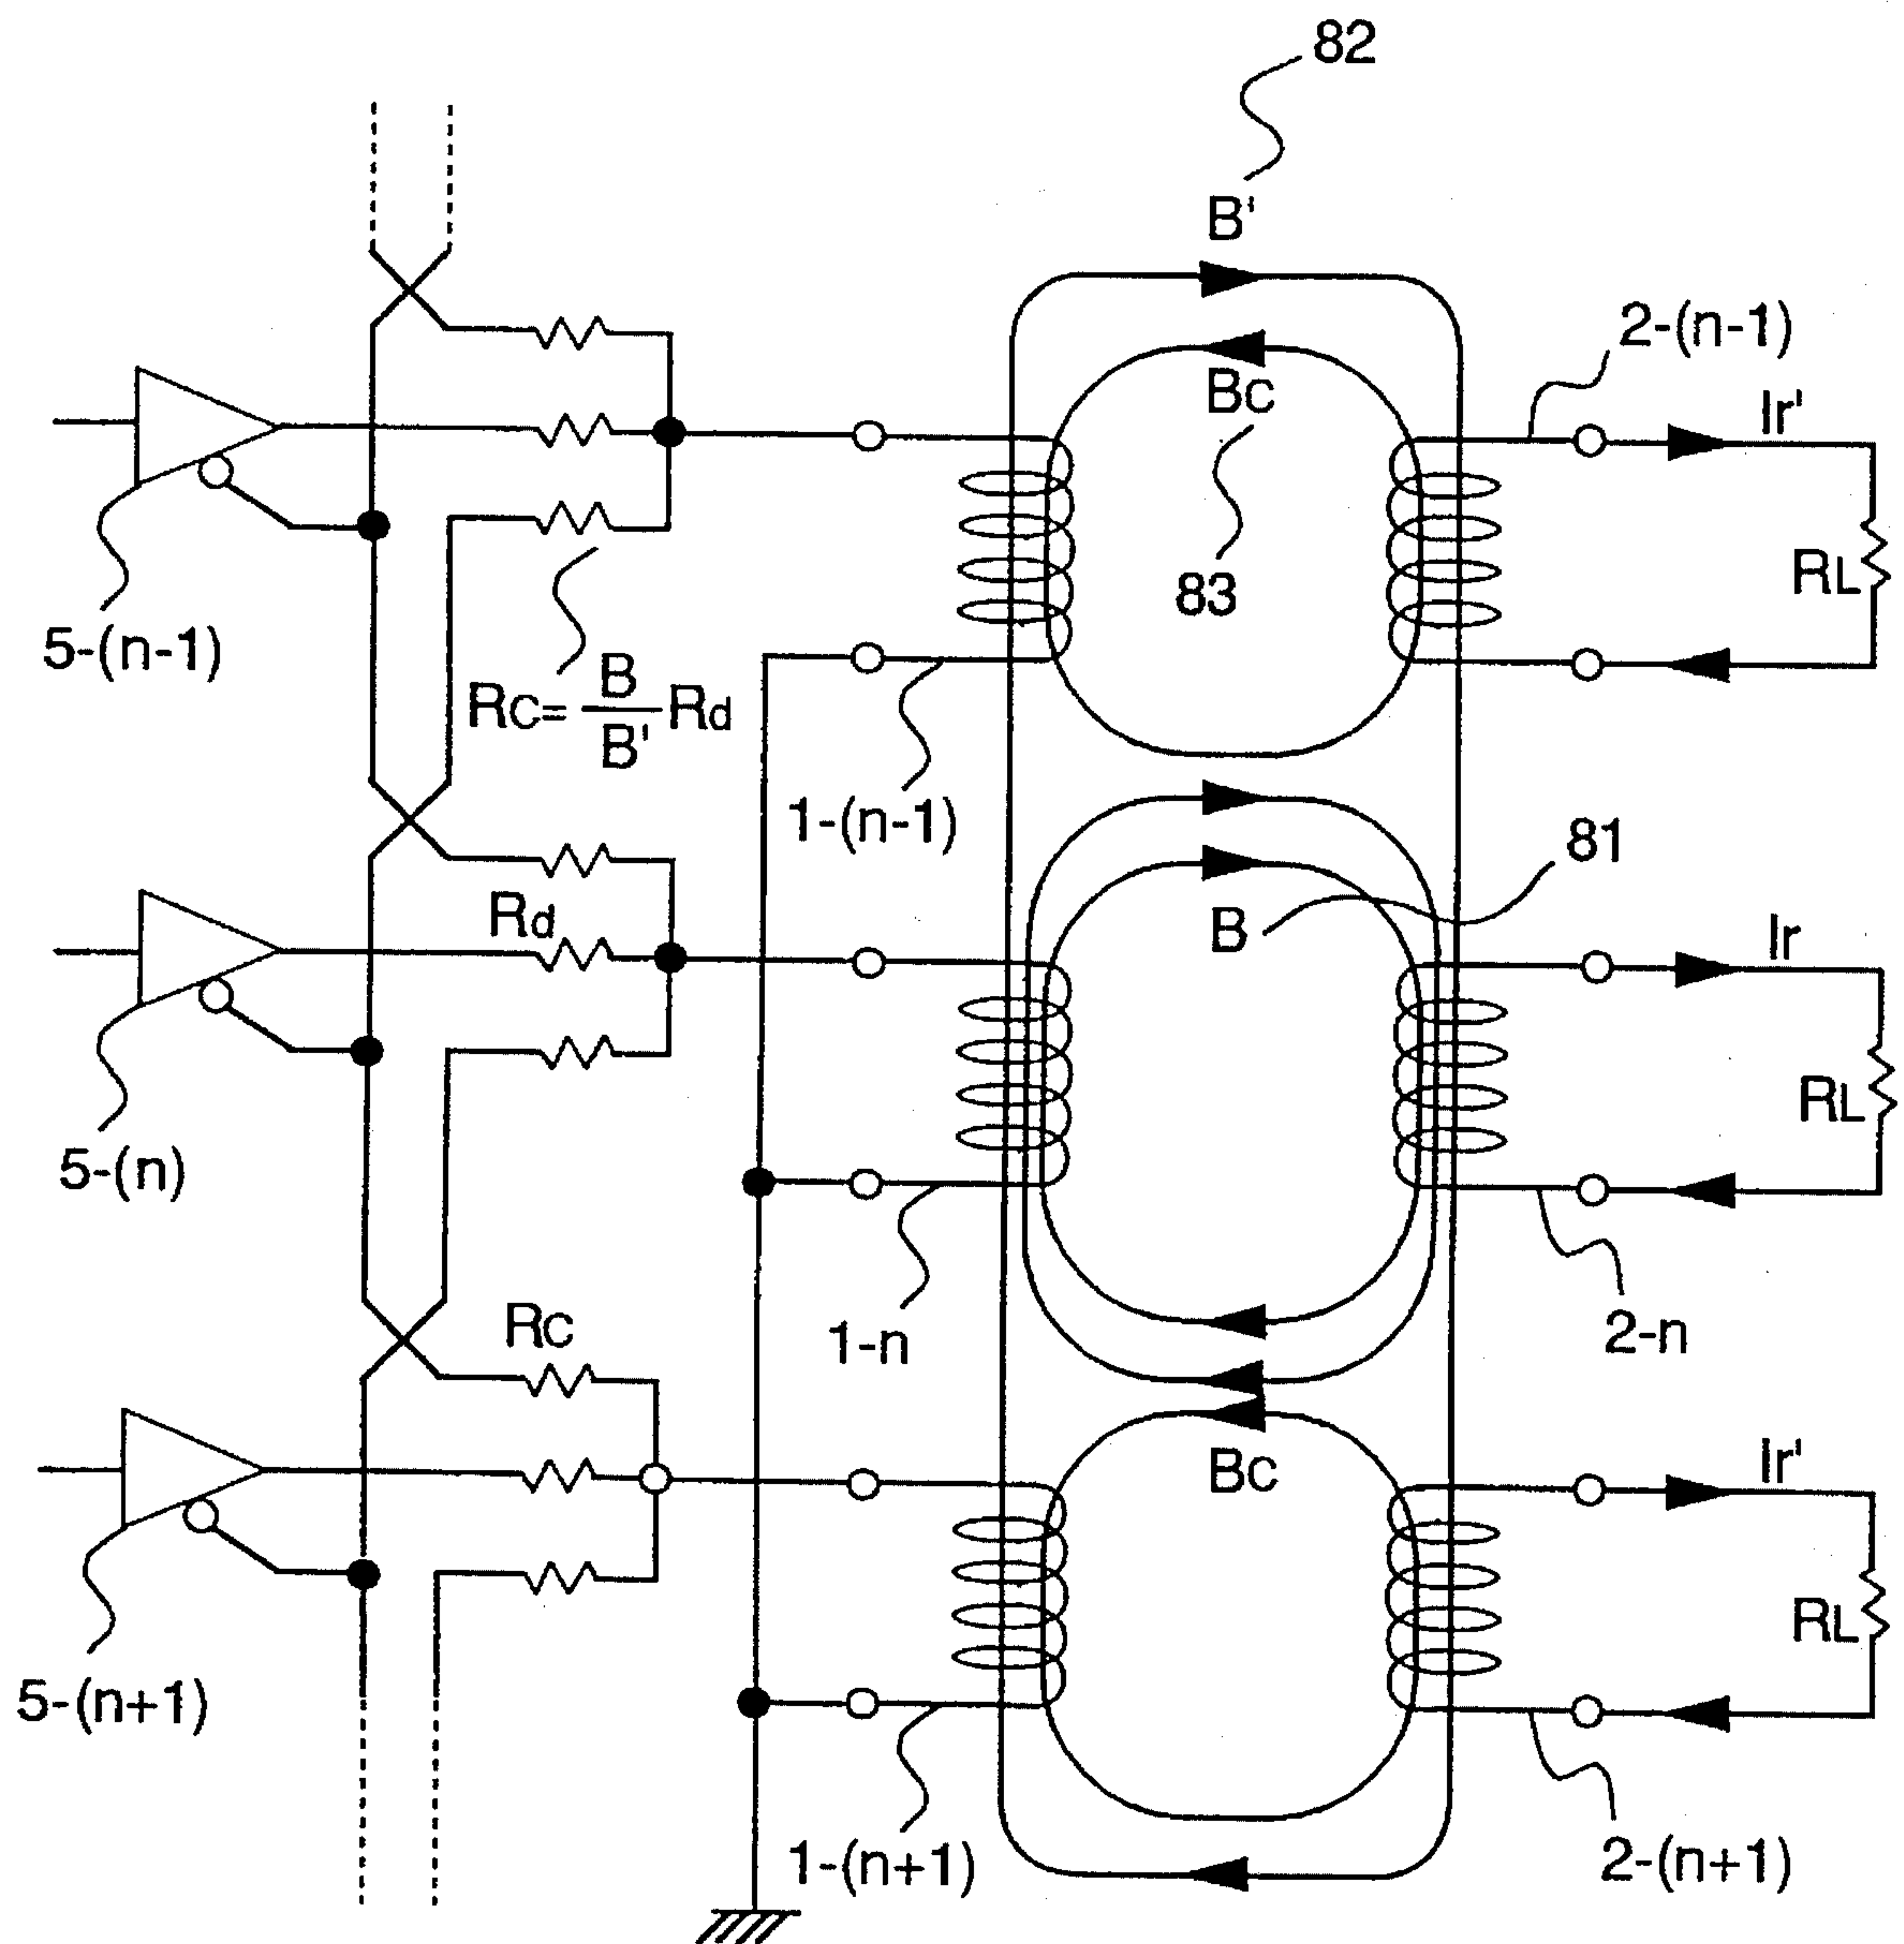 82
B'
2-(n-1)
Bc
Ir'
83
RL
5-(n-1)
Rc= B/B' Rd
1-(n-1)
81
Rd
B
Ir
RL
5-(n)
Rc
1-n
2-n
Bc
Ir'
RL
5-(n+1)
1-(n+1)
2-(n+1)